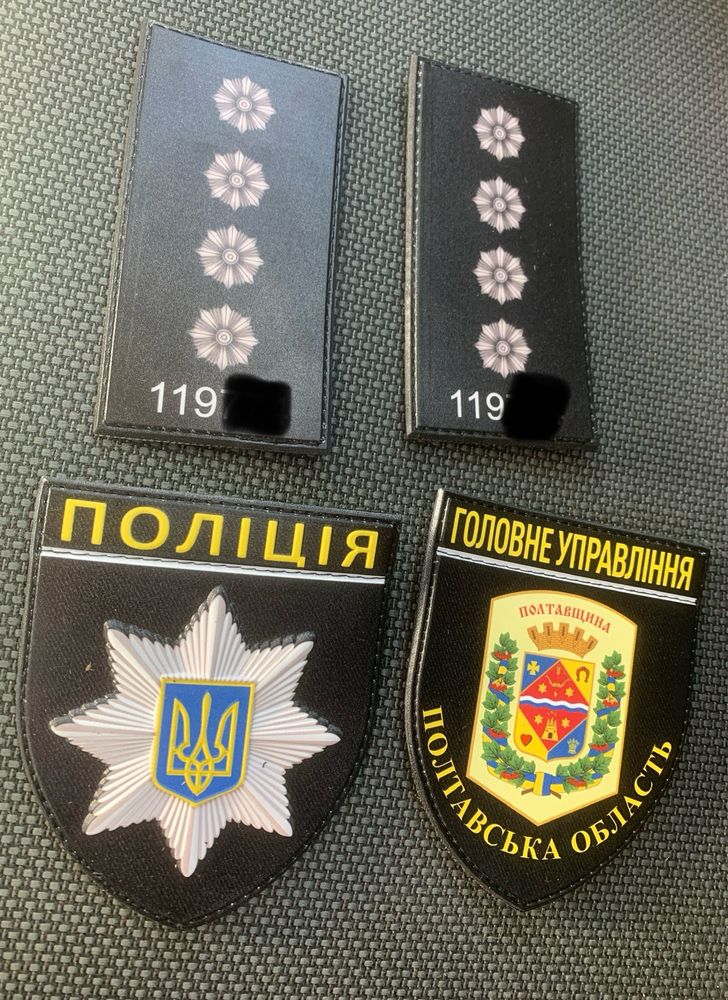 119
119
ПОЛІЦІЯ
ГОЛОВНЕ УПРАВЛІННЯ
ПОЛТАВЩИНА
ПОЛТАВСЬКА ОБЛАСТЬ